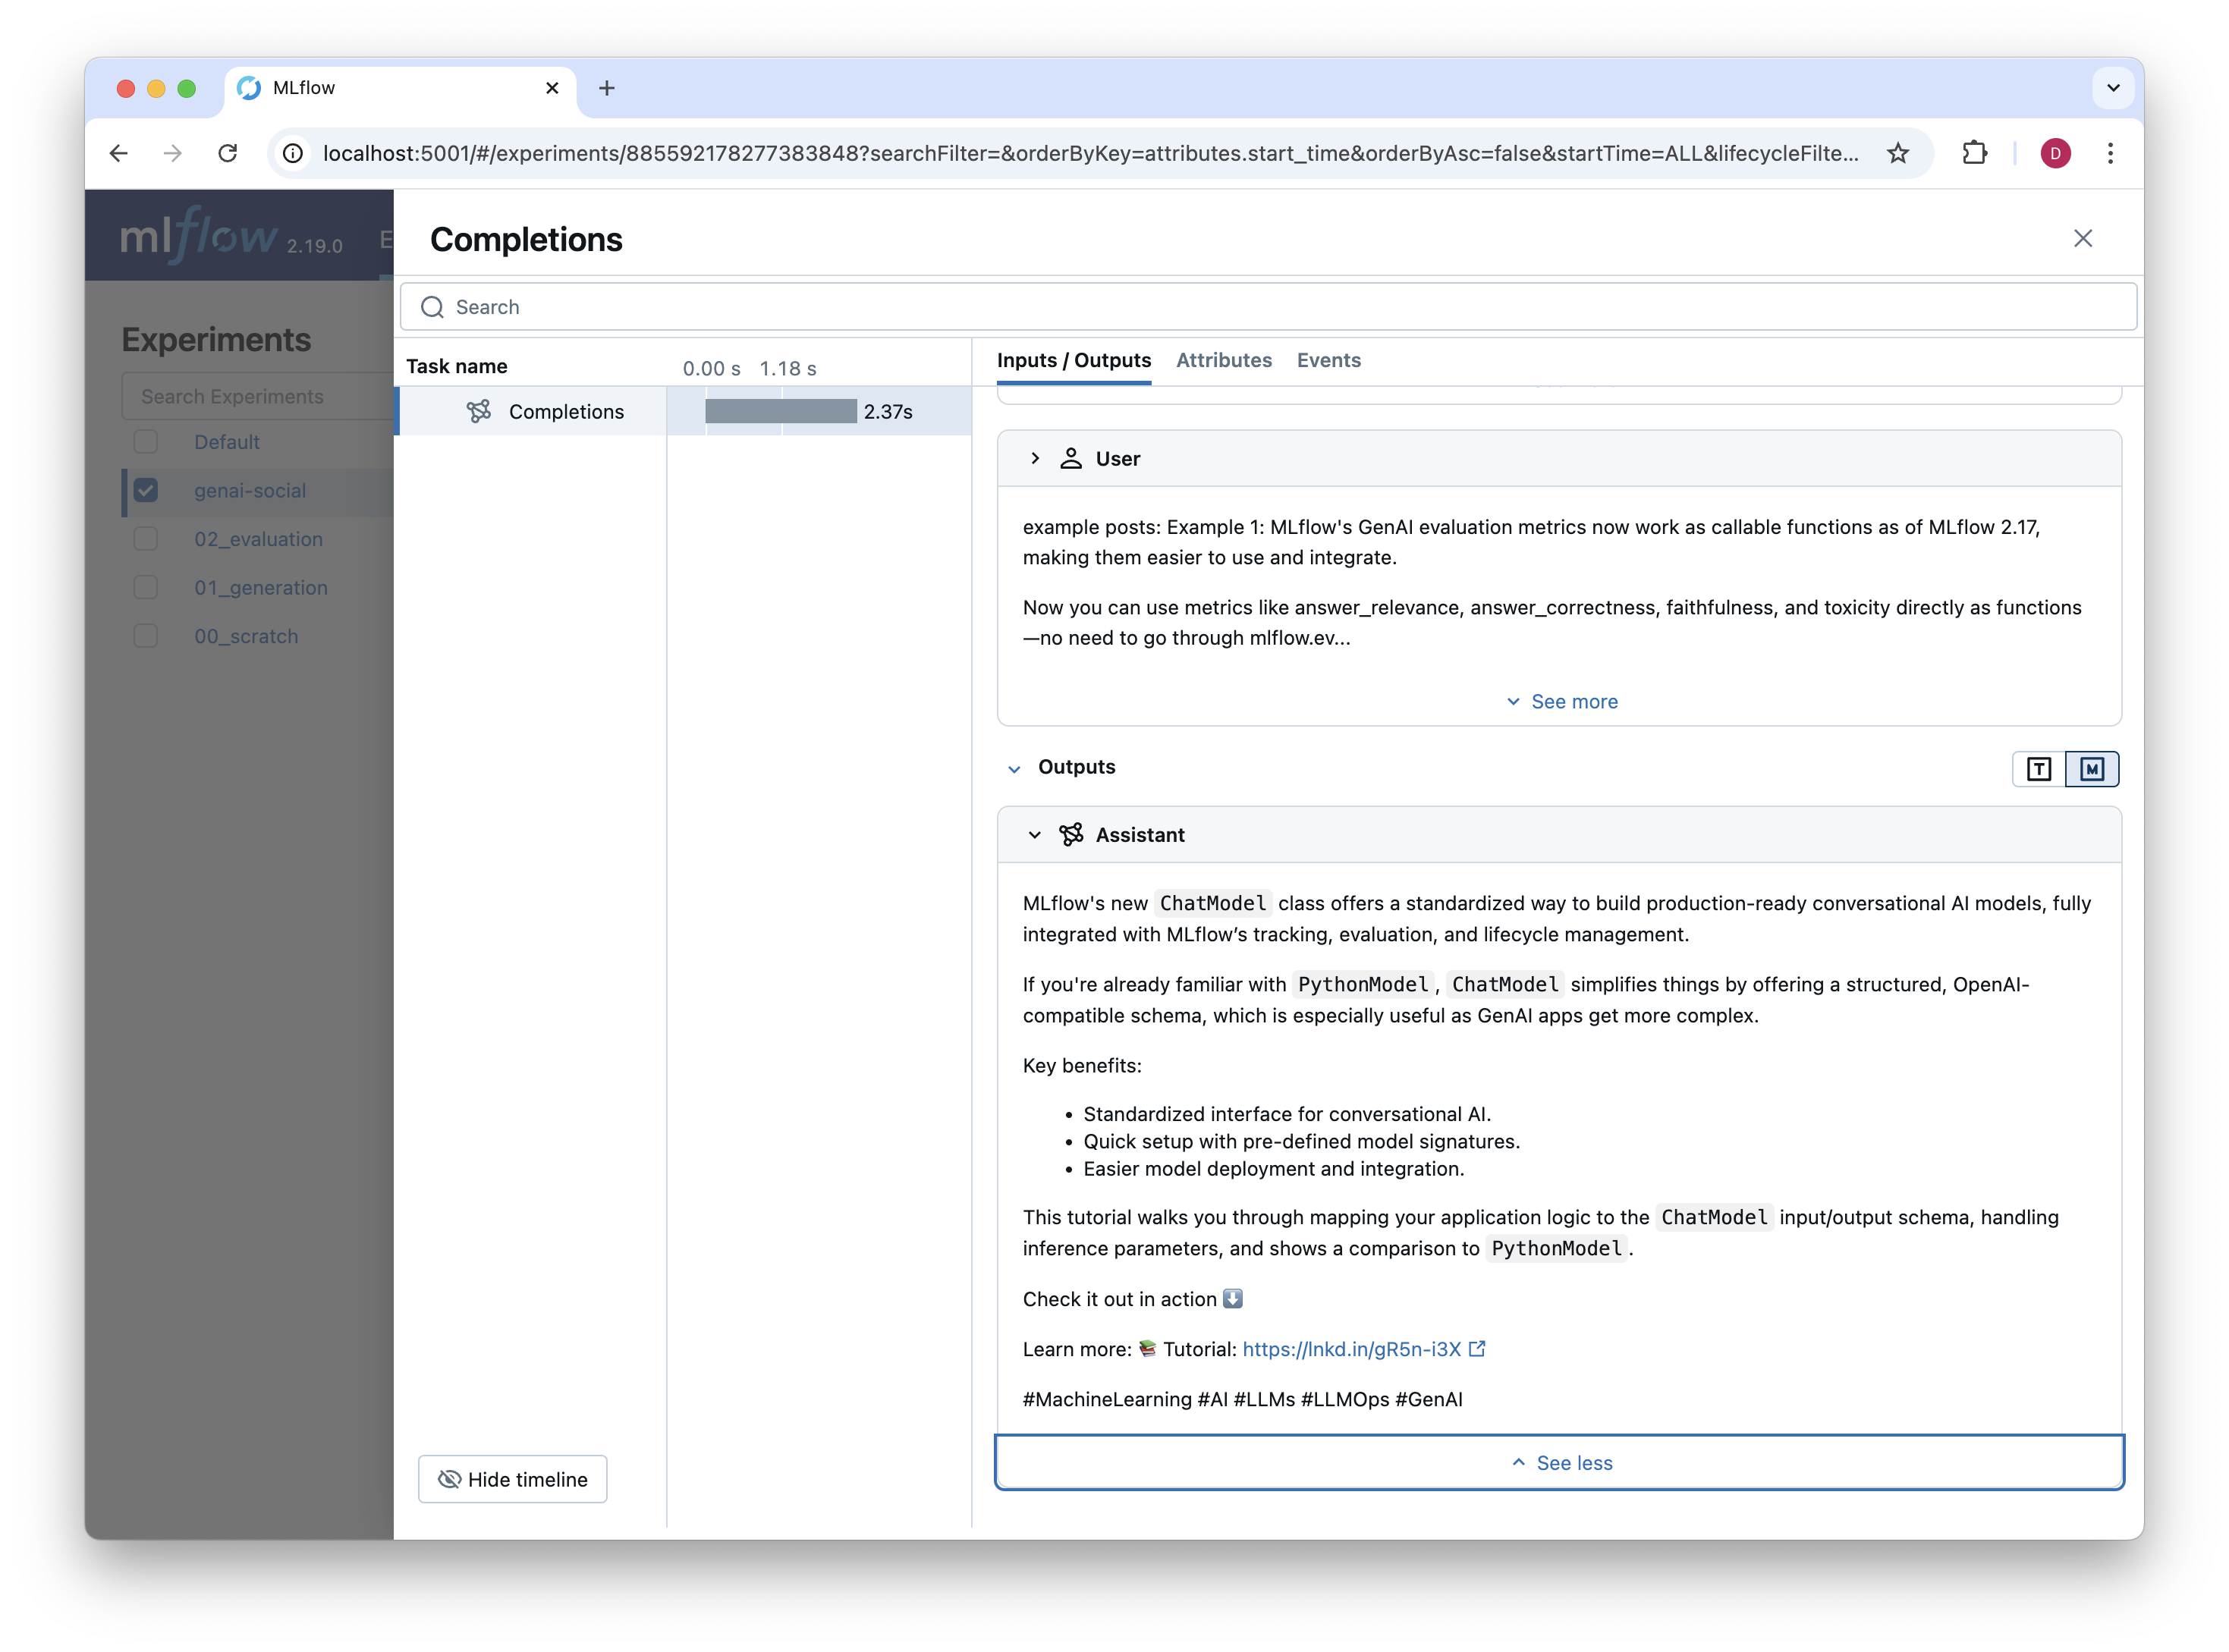 MLflow
localhost:5001/#/experiments/885592178277383848?searchFilter=&orderByKey=attributes.start_time&orderByAsc=false&startTime=ALL&lifecycleFilte...
D
mlflow 2.19.0
E
Experiments
Search Experiments
Default
genai-social
02_evaluation
01_generation
00_scratch
Completions
Search
Task name
0.00 s 1.18 s
Completions
2.37s
Hide timeline
Inputs / Outputs Attributes Events
User
example posts: Example 1: MLflow's GenAI evaluation metrics now work as callable functions as of MLflow 2.17,
making them easier to use and integrate.
Now you can use metrics like answer_relevance, answer_correctness, faithfulness, and toxicity directly as functions
—no need to go through mlflow.ev...
See more
Outputs
T M
Assistant
MLflow's new ChatModel class offers a standardized way to build production-ready conversational AI models, fully
integrated with MLflow’s tracking, evaluation, and lifecycle management.
If you're already familiar with PythonModel, ChatModel simplifies things by offering a structured, OpenAI-
compatible schema, which is especially useful as GenAI apps get more complex.
Key benefits:
• Standardized interface for conversational AI.
• Quick setup with pre-defined model signatures.
• Easier model deployment and integration.
This tutorial walks you through mapping your application logic to the ChatModel input/output schema, handling
inference parameters, and shows a comparison to PythonModel.
Check it out in action ⬇️
Learn more: 📚 Tutorial: https://lnkd.in/gR5n-i3X
#MachineLearning #AI #LLMs #LLMOps #GenAI
See less